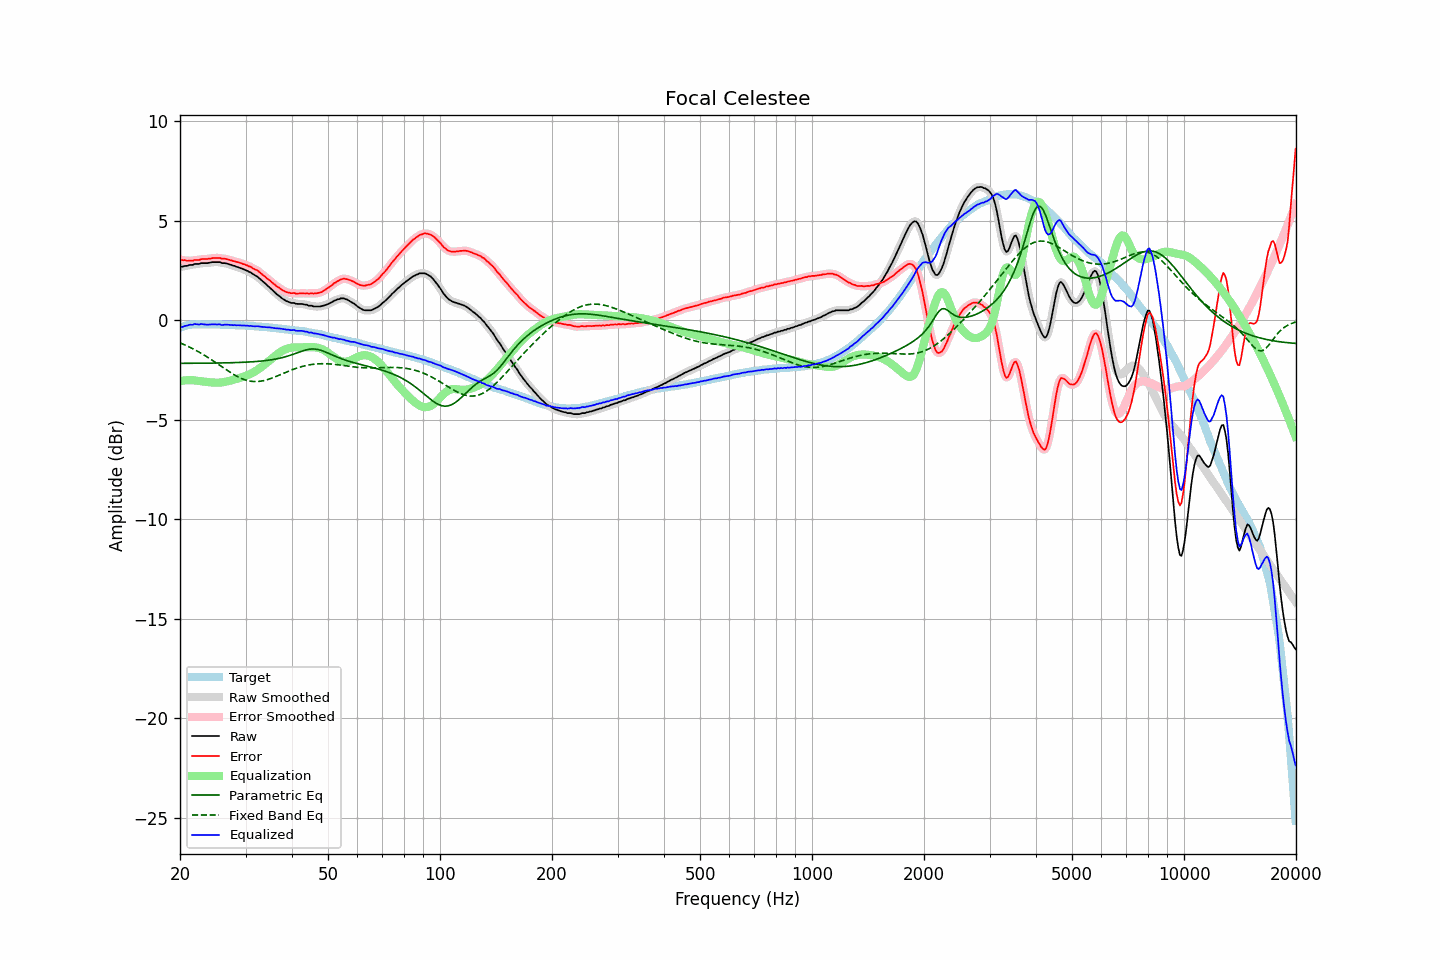 Focal Celestee
Amplitude (dBr)
10
5
0
−5
−10
−15
−20
−25
Target
Raw Smoothed
Error Smoothed
Raw
Error
Equalization
Parametric Eq
Fixed Band Eq
Equalized
20 50 100 200 500 1000 2000 5000 10000 20000
Frequency (Hz)